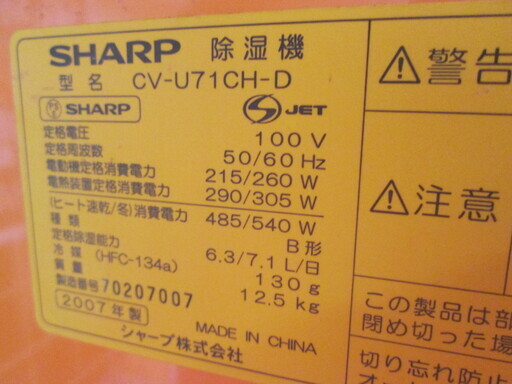 SHARP 除湿機
型名 CV-U71CH-D
SHARP S JET
定格電圧 100 V
定格周波数 50/60 Hz
電動機定格消費電力 215/260 W
電熱装置定格消費電力 290/305 W
(ヒート速乾/冬)消費電力 485/540 W
種類 B形
定格除湿能力 6.3/7.1 L/日
冷媒 (HFC-134a) 130g
質量 12.5kg
製造番号 70207007
2007年製 MADE IN CHINA
シャープ株式会社
警告
注意
この製品は部
閉め切った場
切り忘れ防止